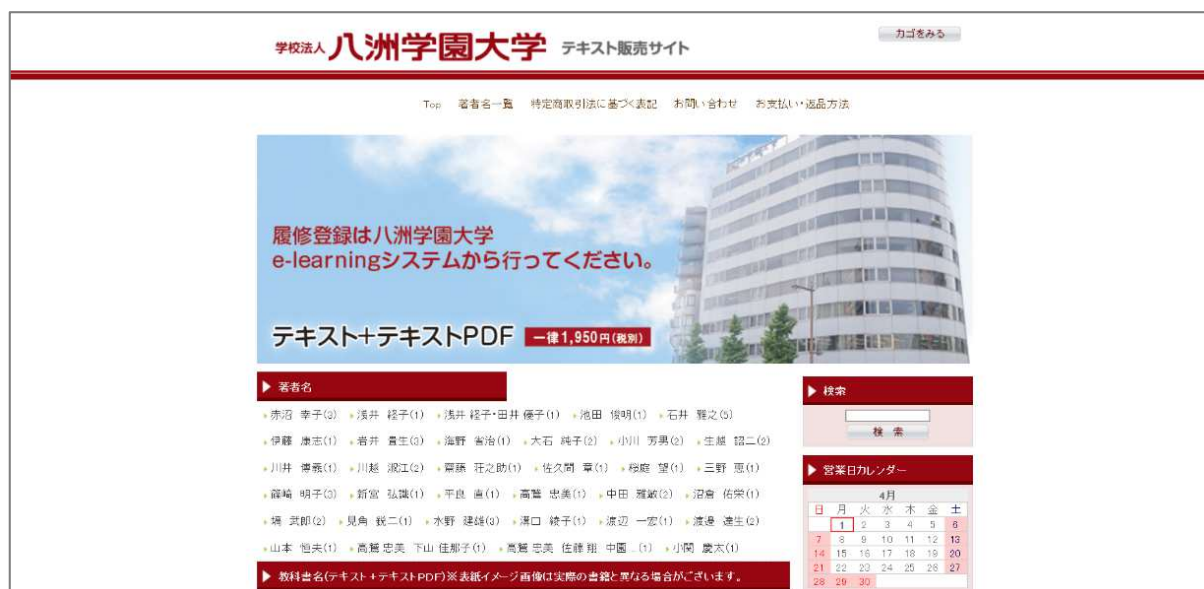 学校法人 八洲学園大学 テキスト販売サイト
カゴをみる
Top 著者名一覧 特定商取引法に基づく表記 お問い合わせ お支払い・返品方法
履修登録は八洲学園大学
e-learningシステムから行ってください。
テキスト+テキストPDF 一律1,950円(税別)
著者名
赤沼 幸子(3) 浅井 経子(1) 浅井 経子・田井 優子(1) 池田 俊明(1) 石井 雅之(5)
伊藤 康志(1) 岩井 貴生(3) 海野 省治(1) 大石 純子(2) 小川 芳男(2) 生越 詔二(2)
川井 博義(1) 川越 淑江(2) 齋藤 荘之助(1) 佐久間 章(1) 桜庭 望(1) 三野 恵(1)
篠崎 明子(3) 新宮 弘識(1) 平良 直(1) 高鷲 忠美(1) 中田 雅敏(2) 沼倉 佑栄(1)
場 武郎(2) 見角 鋭二(1) 水野 建雄(3) 溝口 綾子(1) 渡辺 一宏(1) 渡邊 達生(2)
山本 恒夫(1) 高鷲 忠美 下山 佳那子(1) 高鷲 忠美 佐藤 翔 中園 ..(1) 小関 慶太(1)
教科書名(テキスト+テキストPDF)※表紙イメージ画像は実際の書籍と異なる場合がございます。
検索
検 索
営業日カレンダー
4月
日 月 火 水 木 金 土
1 2 3 4 5 6
7 8 9 10 11 12 13
14 15 16 17 18 19 20
21 22 23 24 25 26 27
28 29 30